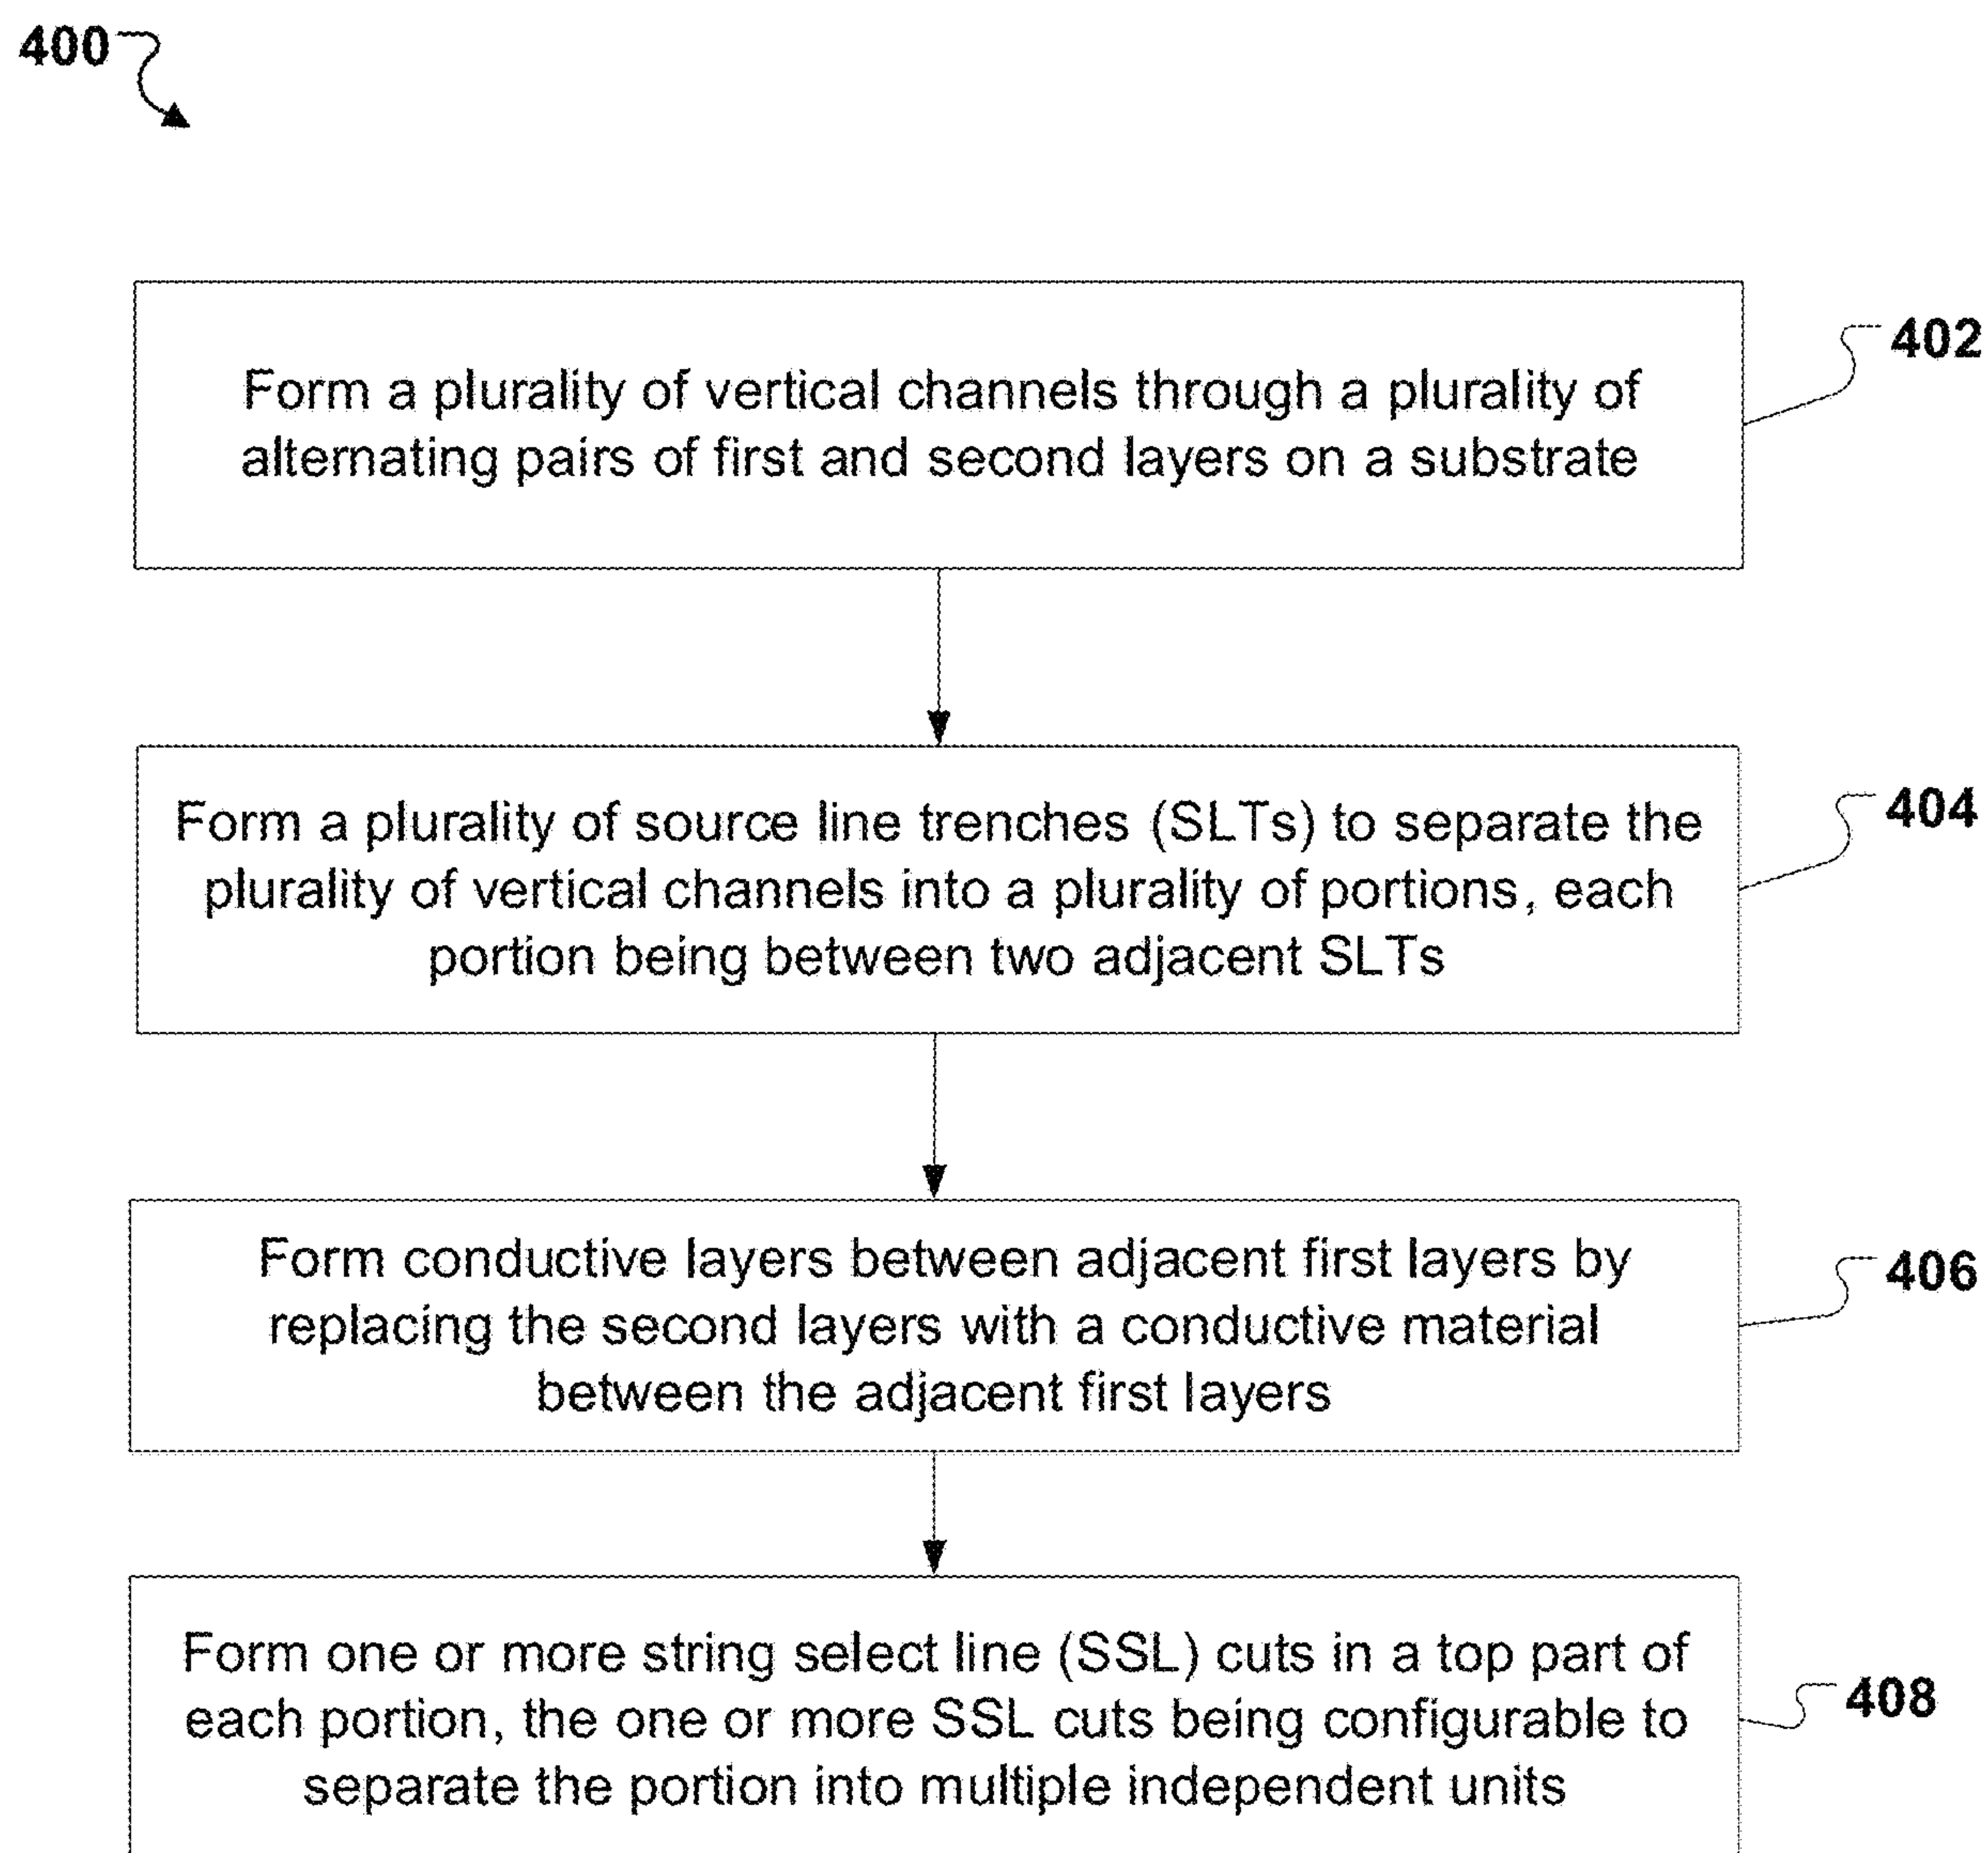 400
Form a plurality of vertical channels through a plurality of
alternating pairs of first and second layers on a substrate
402
Form a plurality of source line trenches (SLTs) to separate the
plurality of vertical channels into a plurality of portions, each
portion being between two adjacent SLTs
404
Form conductive layers between adjacent first layers by
replacing the second layers with a conductive material
between the adjacent first layers
406
Form one or more string select line (SSL) cuts in a top part of
each portion, the one or more SSL cuts being configurable to
separate the portion into multiple independent units
408